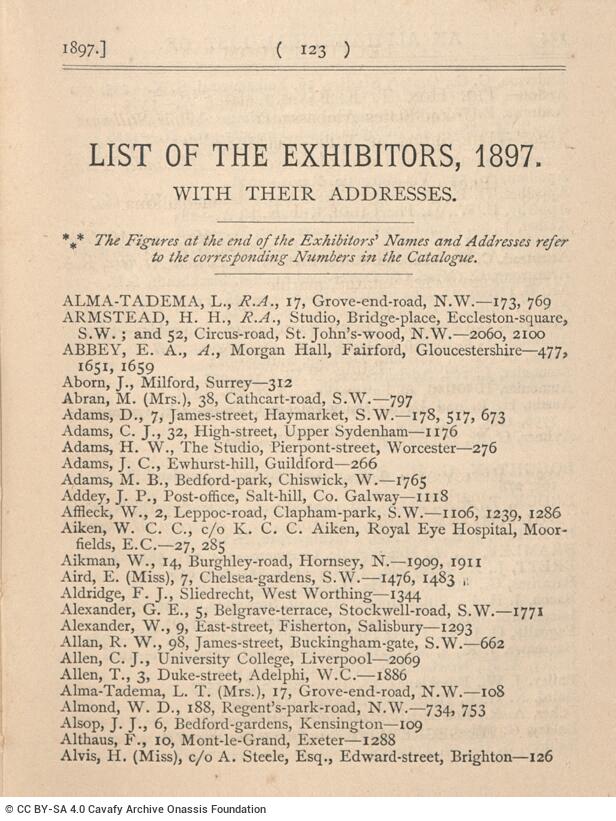 1897.] ( 123 )
LIST OF THE EXHIBITORS, 1897.
WITH THEIR ADDRESSES.
*** The Figures at the end of the Exhibitors' Names and Addresses refer
to the corresponding Numbers in the Catalogue.
ALMA-TADEMA, L., R.A., 17, Grove-end-road, N.W.—173, 769
ARMSTEAD, H. H., R.A., Studio, Bridge-place, Eccleston-square,
S.W. ; and 52, Circus-road, St. John's-wood, N.W.—2060, 2100
ABBEY, E. A., A., Morgan Hall, Fairford, Gloucestershire—477,
1651, 1659
Aborn, J., Milford, Surrey—312
Abran, M. (Mrs.), 38, Cathcart-road, S.W.—797
Adams, D., 7, James-street, Haymarket, S.W.—178, 517, 673
Adams, C. J., 32, High-street, Upper Sydenham—1176
Adams, H. W., The Studio, Pierpont-street, Worcester—276
Adams, J. C., Ewhurst-hill, Guildford—266
Adams, M. B., Bedford-park, Chiswick, W.—1765
Addey, J. P., Post-office, Salt-hill, Co. Galway—1118
Affleck, W., 2, Leppoc-road, Clapham-park, S.W.—1106, 1239, 1286
Aiken, W. C. C., c/o K. C. C. Aiken, Royal Eye Hospital, Moor-
fields, E.C.—27, 285
Aikman, W., 14, Burghley-road, Hornsey, N.—1909, 1911
Aird, E. (Miss), 7, Chelsea-gardens, S.W.—1476, 1483
Aldridge, F. J., Sliedrecht, West Worthing—1344
Alexander, G. E., 5, Belgrave-terrace, Stockwell-road, S.W.—1771
Alexander, W., 9, East-street, Fisherton, Salisbury—1293
Allan, R. W., 98, James-street, Buckingham-gate, S.W.—662
Allen, C. J., University College, Liverpool—2069
Allen, T., 3, Duke-street, Adelphi, W.C.—1886
Alma-Tadema, L. T. (Mrs.), 17, Grove-end-road, N.W.—108
Almond, W. D., 188, Regent's-park-road, N.W.—734, 753
Alsop, J. J., 6, Bedford-gardens, Kensington—109
Althaus, F., 10, Mont-le-Grand, Exeter—1288
Alvis, H. (Miss), c/o A. Steele, Esq., Edward-street, Brighton—126
© CC BY-SA 4.0 Cavafy Archive Onassis Foundation